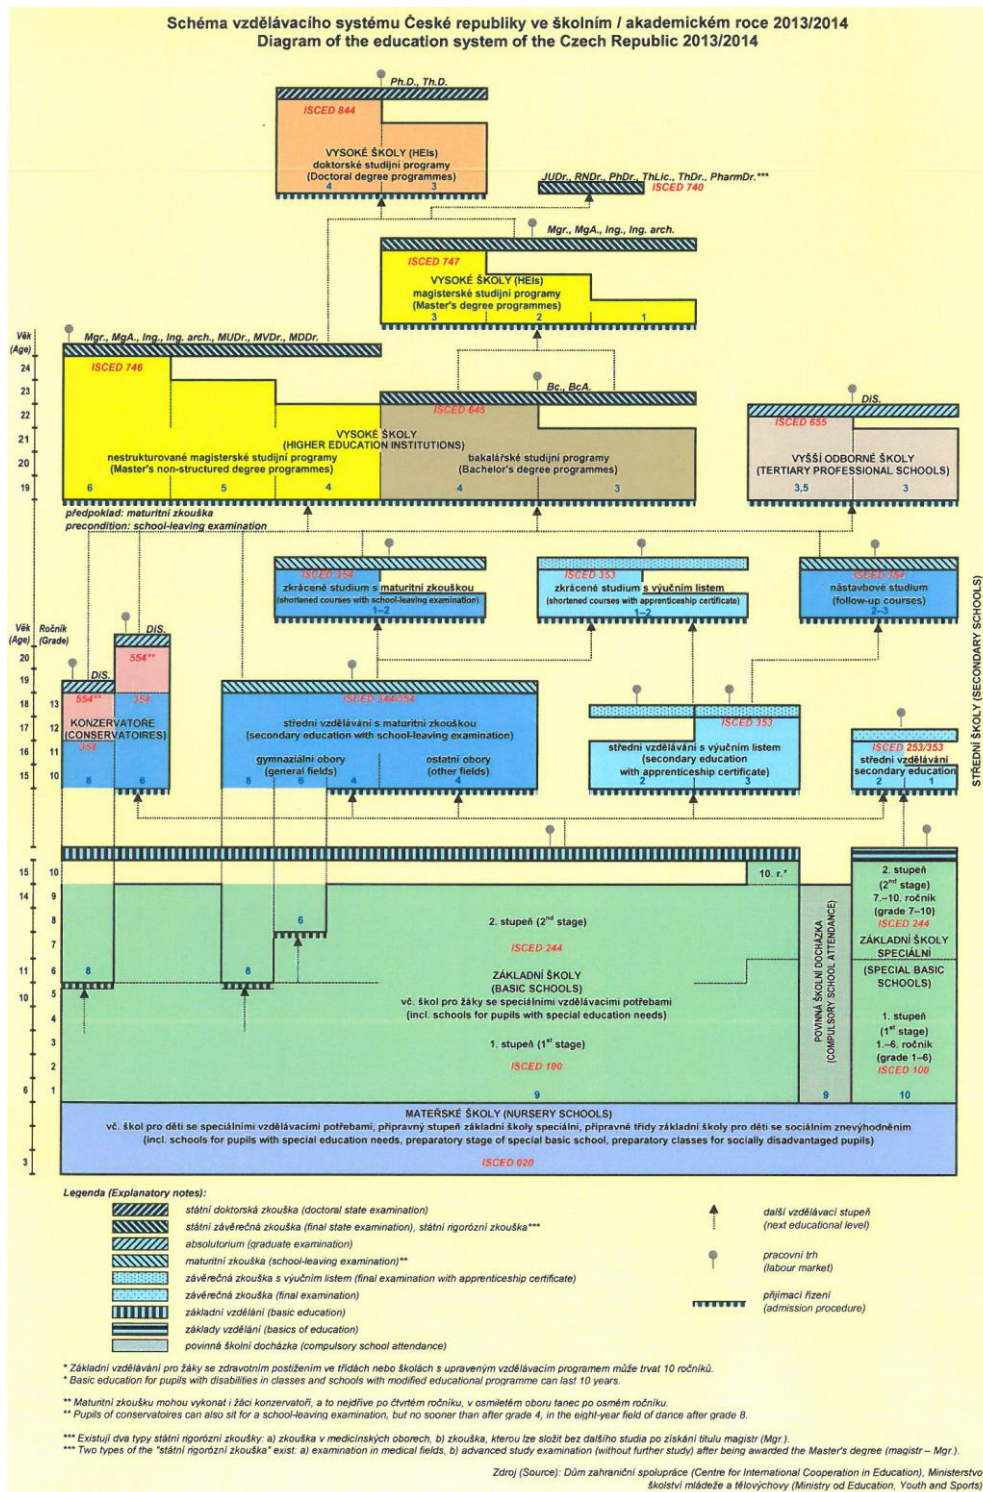 Schéma vzdělávacího systému České republiky ve školním / akademickém roce 2013/2014
Diagram of the education system of the Czech Republic 2013/2014
Ph.D., Th.D.
ISCED 844
VYSOKÉ ŠKOLY (HEIs)
doktorské studijní programy
(Doctoral degree programmes)
4 3
JUDr., RNDr., PhDr., ThLic., ThDr., PharmDr.***
ISCED 740
Mgr., MgA., Ing., Ing. arch.
ISCED 747
VYSOKÉ ŠKOLY (HEIs)
magisterské studijní programy
(Master's degree programmes)
3 2 1
Věk
(Age)
Mgr., MgA., Ing., Ing. arch., MUDr., MVDr., MDDr.
24
ISCED 746
23
Bc., BcA.
22
ISCED 645
DiS.
ISCED 655
21
VYSOKÉ ŠKOLY
(HIGHER EDUCATION INSTITUTIONS)
20
nestrukturované magisterské studijní programy
(Master's non-structured degree programmes)
bakalářské studijní programy
(Bachelor's degree programmes)
VYŠŠÍ ODBORNÉ ŠKOLY
(TERTIARY PROFESSIONAL SCHOOLS)
19
6 5 4 4 3 3,5 3
předpoklad: maturitní zkouška
precondition: school-leaving examination
ISCED 354
zkrácené studium s maturitní zkouškou
(shortened courses with school-leaving examination)
1–2
ISCED 353
zkrácené studium s výučním listem
(shortened courses with apprenticeship certificate)
1–2
ISCED 354
nástavbové studium
(follow-up courses)
2–3
STŘEDNÍ ŠKOLY (SECONDARY SCHOOLS)
Věk
(Age)
Ročník
(Grade)
DiS.
20
554**
19
DiS.
554**
354
ISCED 344/354
18 13
KONZERVATOŘE
(CONSERVATOIRES)
střední vzdělávání s maturitní zkouškou
(secondary education with school-leaving examination)
ISCED 353
17 12
354
16 11
gymnaziální obory
(general fields)
ostatní obory
(other fields)
střední vzdělávání s výučním listem
(secondary education
with apprenticeship certificate)
ISCED 253/353
střední vzdělávání
secondary education
15 10
8 6 8 6 4 4 2 3 2 1
15 10
10. r.*
2. stupeň
(2nd stage)
7.–10. ročník
(grade 7–10)
ISCED 244
14 9
8
6
2. stupeň (2nd stage)
7
ISCED 244
ZÁKLADNÍ ŠKOLY
SPECIÁLNÍ
(SPECIAL BASIC
SCHOOLS)
11 6
8 8
ZÁKLADNÍ ŠKOLY
(BASIC SCHOOLS)
vč. škol pro žáky se speciálními vzdělávacími potřebami
(incl. schools for pupils with special education needs)
10 5
4
POVINNÁ ŠKOLNÍ DOCHÁZKA
(COMPULSORY SCHOOL ATTENDANCE)
1. stupeň
(1st stage)
1.–6. ročník
(grade 1–6)
ISCED 100
3
1. stupeň (1st stage)
2
ISCED 100
6 1
9 9 10
MATEŘSKÉ ŠKOLY (NURSERY SCHOOLS)
vč. škol pro děti se speciálními vzdělávacími potřebami, přípravný stupeň základní školy speciální, přípravné třídy základní školy pro děti se sociálním znevýhodněním
(incl. schools for pupils with special education needs, preparatory stage of special basic school, preparatory classes for socially disadvantaged pupils)
3
ISCED 020
Legenda (Explanatory notes):
státní doktorská zkouška (doctoral state examination)
státní závěrečná zkouška (final state examination), státní rigorózní zkouška***
absolutorium (graduate examination)
maturitní zkouška (school-leaving examination)**
závěrečná zkouška s výučním listem (final examination with apprenticeship certificate)
závěrečná zkouška (final examination)
základní vzdělání (basic education)
základy vzdělání (basics of education)
povinná školní docházka (compulsory school attendance)
další vzdělávací stupeň
(next educational level)
pracovní trh
(labour market)
přijímací řízení
(admission procedure)
* Základní vzdělávání pro žáky se zdravotním postižením ve třídách nebo školách s upraveným vzdělávacím programem může trvat 10 ročníků.
* Basic education for pupils with disabilities in classes and schools with modified educational programme can last 10 years.
** Maturitní zkoušku mohou vykonat i žáci konzervatoří, a to nejdříve po čtvrtém ročníku, v osmiletém oboru tanec po osmém ročníku.
** Pupils of conservatoires can also sit for a school-leaving examination, but no sooner than after grade 4, in the eight-year field of dance after grade 8.
*** Existují dva typy státní rigorózní zkoušky: a) zkouška v medicínských oborech, b) zkouška, kterou lze složit bez dalšího studia po získání titulu magistr (Mgr.).
*** Two types of the "státní rigorózní zkouška" exist: a) examination in medical fields, b) advanced study examination (without further study) after being awarded the Master's degree (magistr – Mgr.).
Zdroj (Source): Dům zahraniční spolupráce (Centre for International Cooperation in Education), Ministerstvo
školství mládeže a tělovýchovy (Ministry od Education, Youth and Sports)